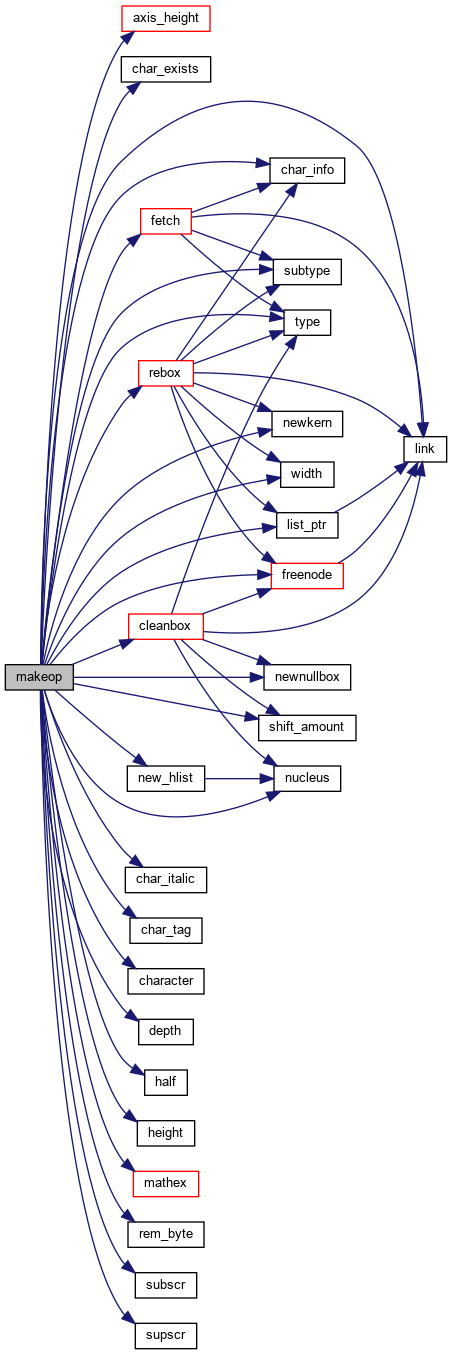 axis_height
char_exists
char_info
fetch
subtype
type
rebox
newkern
link
width
list_ptr
freenode
cleanbox
makeop
newnullbox
shift_amount
new_hlist
nucleus
char_italic
char_tag
character
depth
half
height
mathex
rem_byte
subscr
supscr